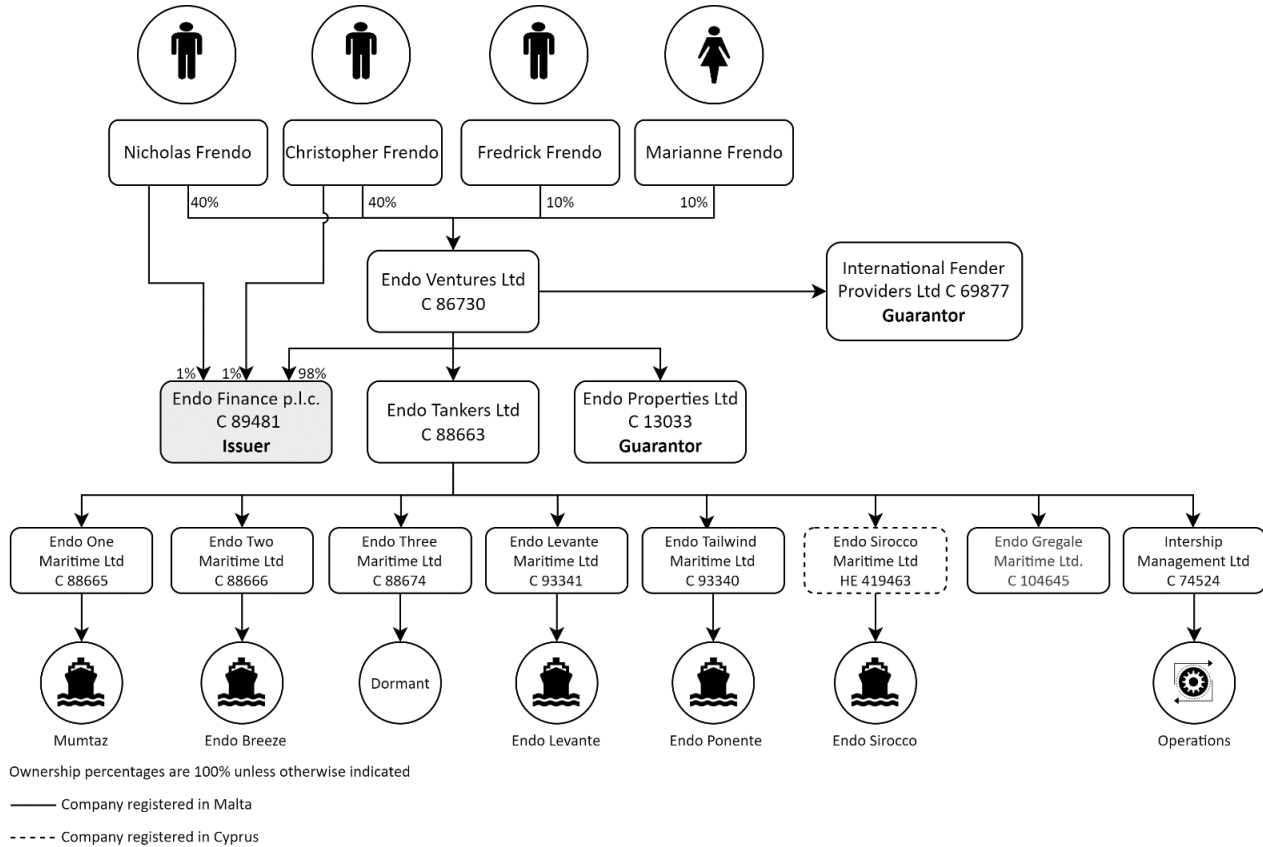 Nicholas Frendo
Christopher Frendo
Fredrick Frendo
Marianne Frendo
40%
40%
10%
10%
Endo Ventures Ltd
C 86730
International Fender
Providers Ltd C 69877
Guarantor
1%
1%
98%
Endo Finance p.l.c.
C 89481
Issuer
Endo Tankers Ltd
C 88663
Endo Properties Ltd
C 13033
Guarantor
Endo One
Maritime Ltd
C 88665
Endo Two
Maritime Ltd
C 88666
Endo Three
Maritime Ltd
C 88674
Endo Levante
Maritime Ltd
C 93341
Endo Tailwind
Maritime Ltd
C 93340
Endo Sirocco
Maritime Ltd
HE 419463
Endo Gregale
Maritime Ltd.
C 104645
Intership
Management Ltd
C 74524
Mumtaz
Endo Breeze
Dormant
Endo Levante
Endo Ponente
Endo Sirocco
Operations
Ownership percentages are 100% unless otherwise indicated
Company registered in Malta
Company registered in Cyprus